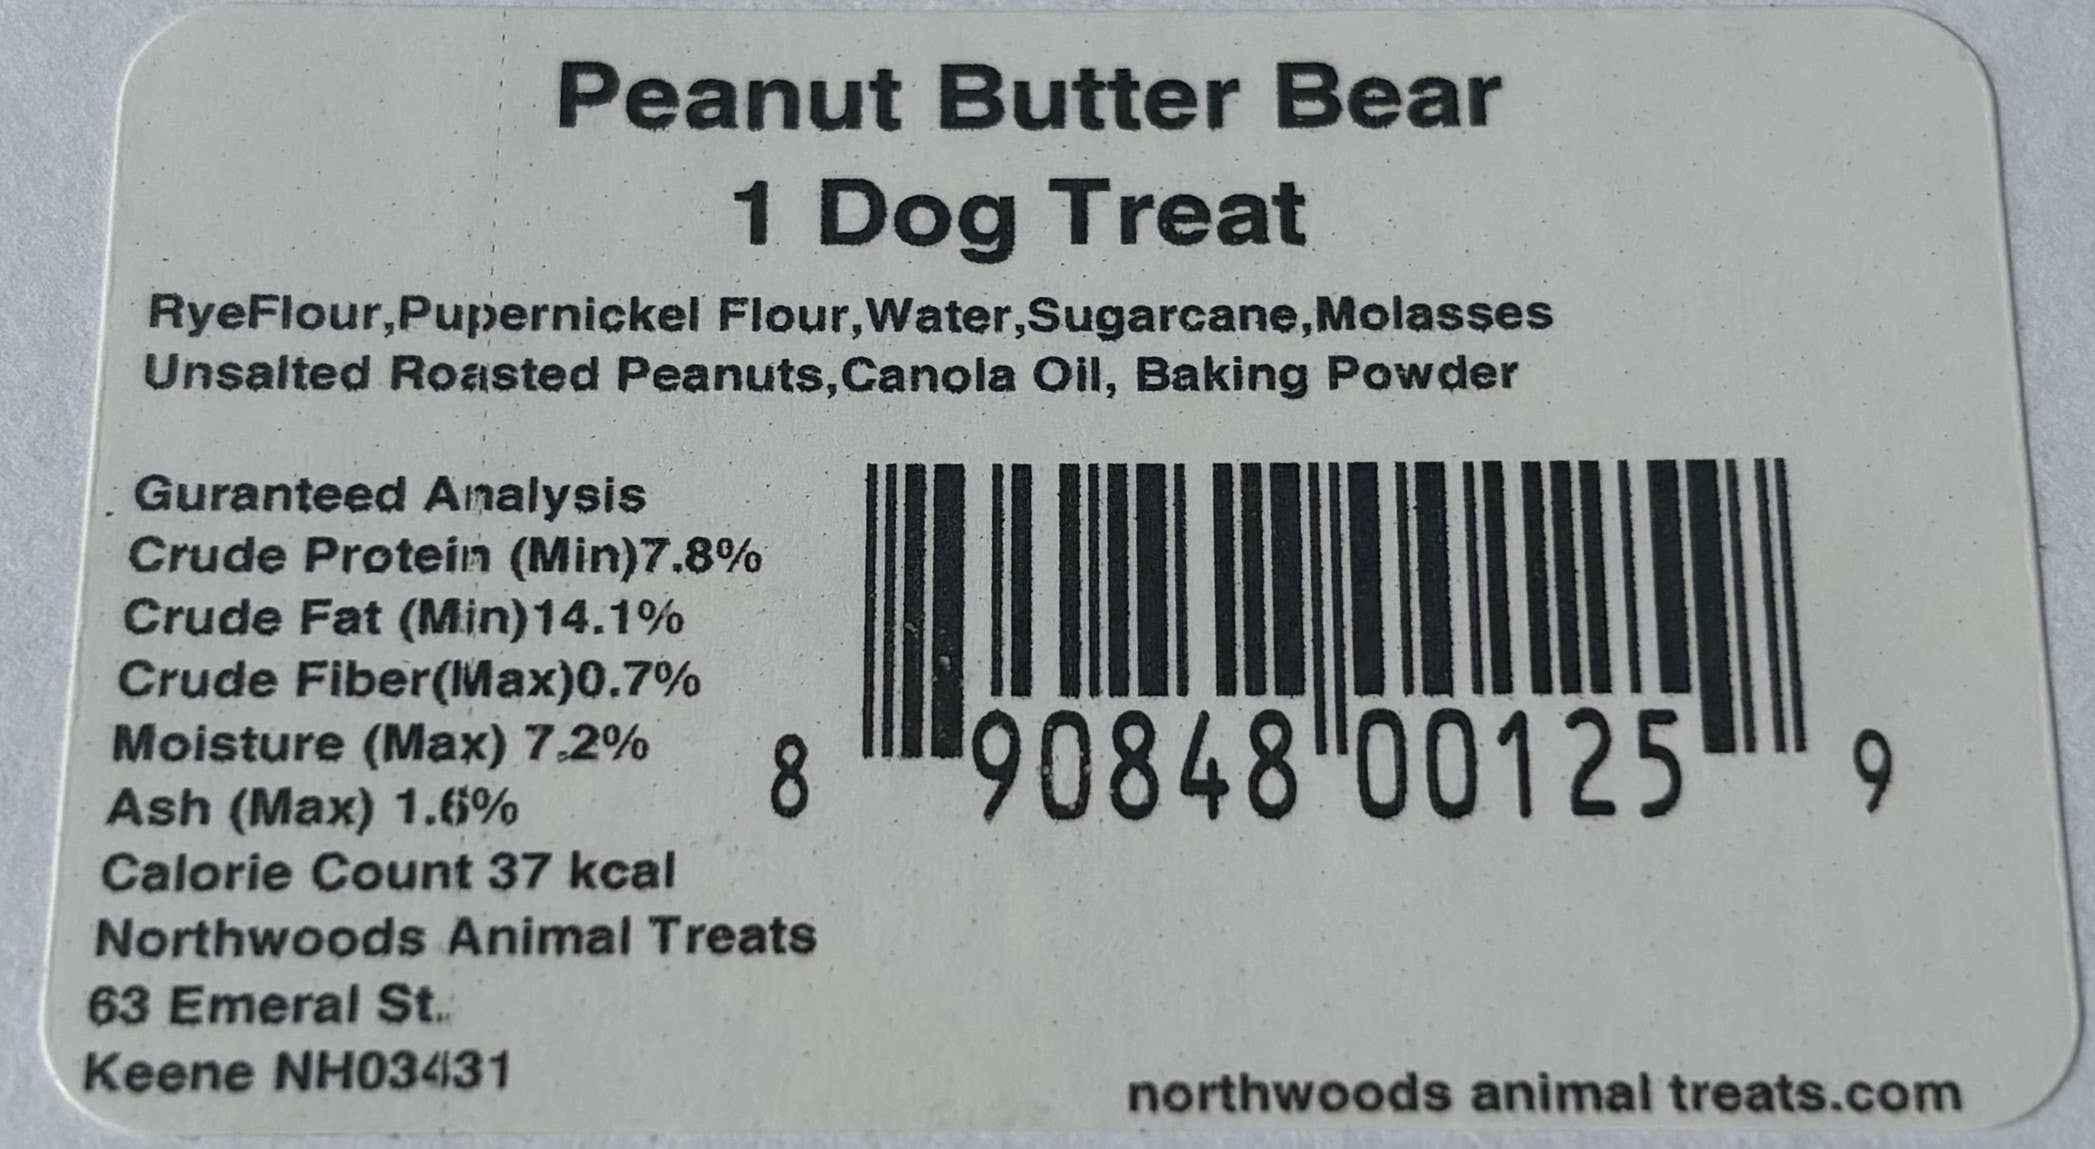 Peanut Butter Bear
1 Dog Treat
RyeFlour,Pupernickel Flour,Water,Sugarcane,Molasses
Unsalted Roasted Peanuts,Canola Oil, Baking Powder
Guranteed Analysis
Crude Protein (Min)7.8%
Crude Fat (Min)14.1%
Crude Fiber(Max)0.7%
Moisture (Max) 7.2%
Ash (Max) 1.6%
Calorie Count 37 kcal
Northwoods Animal Treats
63 Emeral St.
Keene NH03431
8 90848 00125 9
northwoods animal treats.com